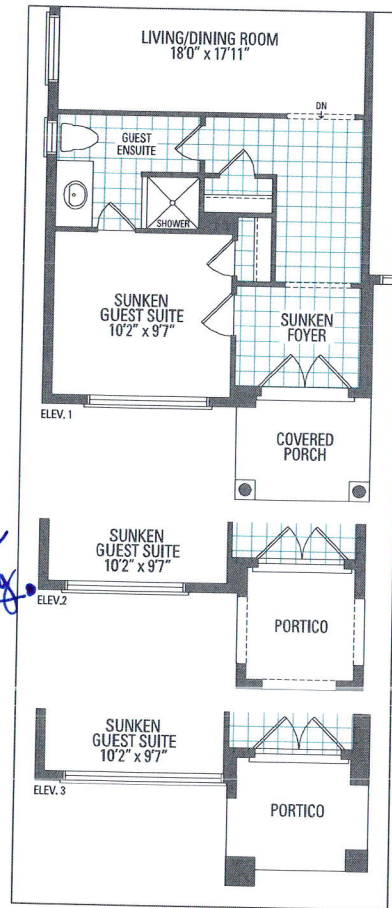 LIVING/DINING ROOM
18'0" x 17'11"
DN
GUEST
ENSUITE
SHOWER
SUNKEN
GUEST SUITE
10'2" x 9'7"
SUNKEN
FOYER
ELEV. 1
COVERED
PORCH
SUNKEN
GUEST SUITE
10'2" x 9'7"
ELEV.2
PORTICO
SUNKEN
GUEST SUITE
10'2" x 9'7"
ELEV. 3
PORTICO